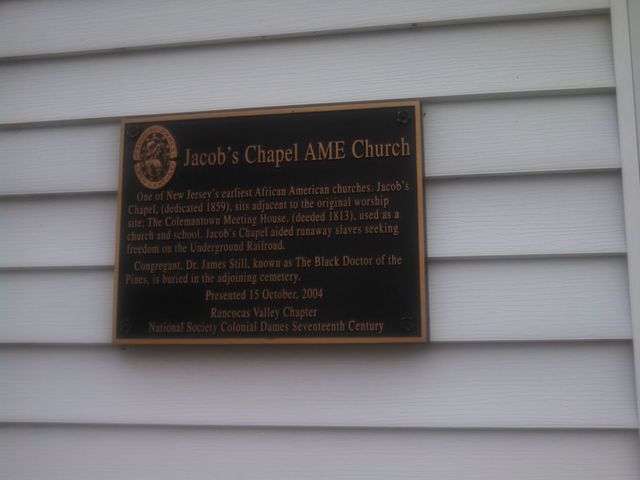 Jacob's Chapel AME Church
One of New Jersey's earliest African American churches. Jacob's
Chapel, (dedicated 1859), sits adjacent to the original worship
site; The Colemantown Meeting House, (deeded 1813), used as a
church and school. Jacob's Chapel aided runaway slaves seeking
freedom on the Underground Railroad.
Congregant, Dr. James Still, known as The Black Doctor of the
Pines, is buried in the adjoining cemetery.
Presented 15 October, 2004
Rancocas Valley Chapter
National Society Colonial Dames Seventeenth Century